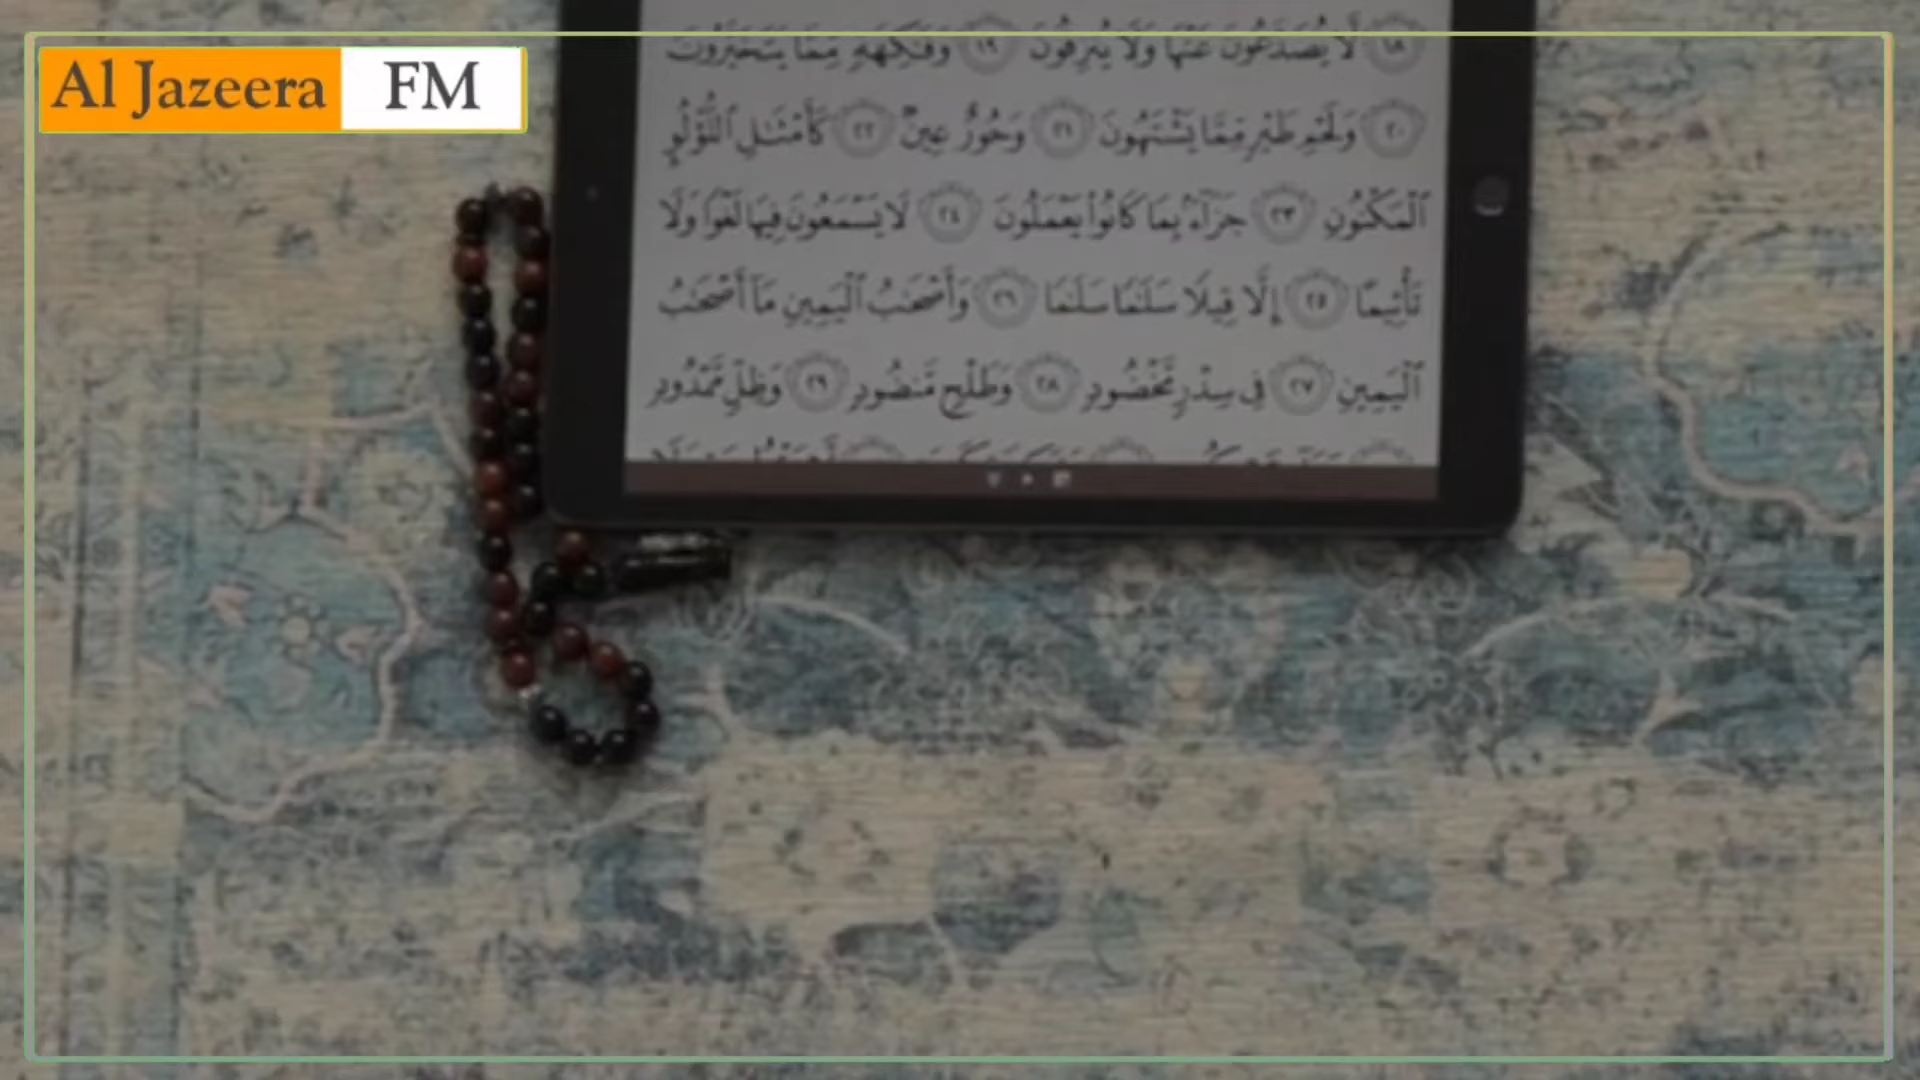 Al Jazeera FM
١٨ لَّا يُصَدَّعُونَ عَنْهَا وَلَا يُنزِفُونَ ١٩ وَفَٰكِهَةٍ مِّمَّا يَتَخَيَّرُونَ
٢٠ وَلَحْمِ طَيْرٍ مِّمَّا يَشْتَهُونَ ٢١ وَحُورٌ عِينٌ ٢٢ كَأَمْثَٰلِ ٱللُّؤْلُؤِ
ٱلْمَكْنُونِ ٢٣ جَزَآءًۢ بِمَا كَانُوا۟ يَعْمَلُونَ ٢٤ لَا يَسْمَعُونَ فِيهَا لَغْوًا وَلَا
تَأْثِيمًا ٢٥ إِلَّا قِيلًا سَلَٰمًا سَلَٰمًا ٢٦ وَأَصْحَٰبُ ٱلْيَمِينِ مَآ أَصْحَٰبُ
ٱلْيَمِينِ ٢٧ فِى سِدْرٍ مَّخْضُودٍ ٢٨ وَطَلْحٍ مَّنضُودٍ ٢٩ وَظِلٍّ مَّمْدُودٍ